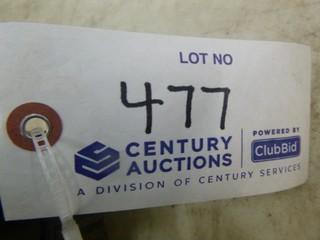 LOT NO
477
CENTURY AUCTIONS
POWERED BY
ClubBid
A DIVISION OF CENTURY SERVICES